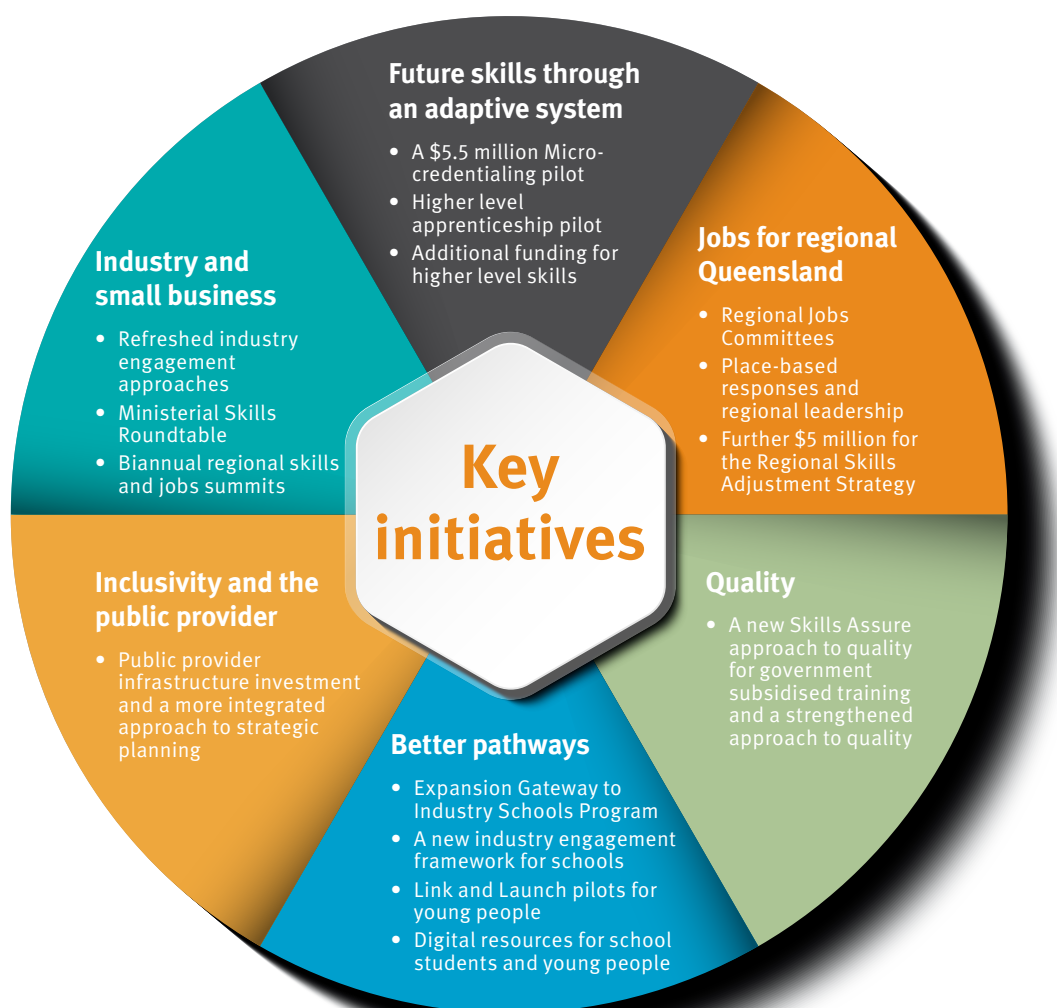 Future skills through
an adaptive system
• A $5.5 million Micro-
credentialing pilot
• Higher level
apprenticeship pilot
• Additional funding for
higher level skills
Jobs for regional
Queensland
• Regional Jobs
Committees
• Place-based
responses and
regional leadership
• Further $5 million for
the Regional Skills
Adjustment Strategy
Quality
• A new Skills Assure
approach to quality
for government
subsidised training
and a strengthened
approach to quality
Better pathways
• Expansion Gateway to
Industry Schools Program
• A new industry engagement
framework for schools
• Link and Launch pilots for
young people
• Digital resources for school
students and young people
Inclusivity and the
public provider
• Public provider
infrastructure investment
and a more integrated
approach to strategic
planning
Industry and
small business
• Refreshed industry
engagement
approaches
• Ministerial Skills
Roundtable
• Biannual regional skills
and jobs summits
Key
initiatives